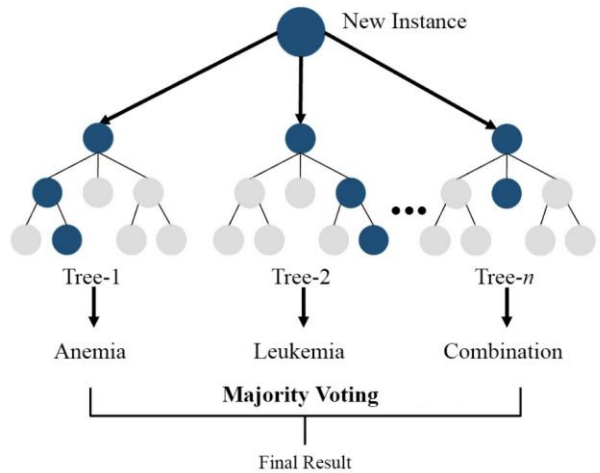 New Instance
Tree-1
Tree-2
Tree-n
Anemia
Leukemia
Combination
Majority Voting
Final Result